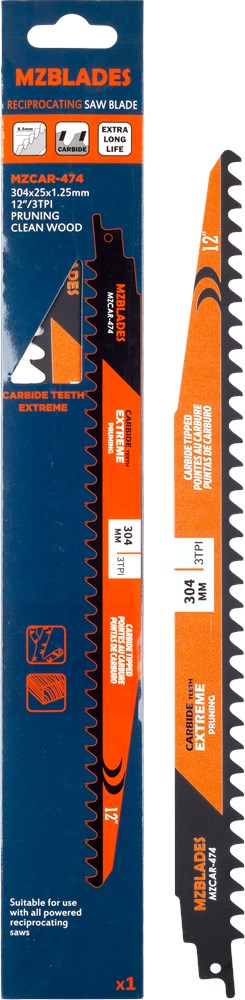 MZBLADES
RECIPROCATING SAW BLADE
8.5mm
CARBIDE
EXTRA
LONG
LIFE
MZCAR-474
304x25x1.25mm
12"/3TPI
PRUNING
CLEAN WOOD
BLADES
474
CARBIDE TEETH
EXTREME
MZBLADES
MZCAR-474
CARBIDE TEETH
EXTREME
PRUNING
304
MM
3TPI
CARBIDE TIPPED
POINTES AU CARBURE
PUNTAS DE CARBURO
12"
Suitable for use
with all powered
reciprocating
saws
x1
12"
CARBIDE TIPPED
POINTES AU CARBURE
PUNTAS DE CARBURO
304
MM
3TPI
CARBIDE TEETH
EXTREME
PRUNING
MZBLADES
MZCAR-474